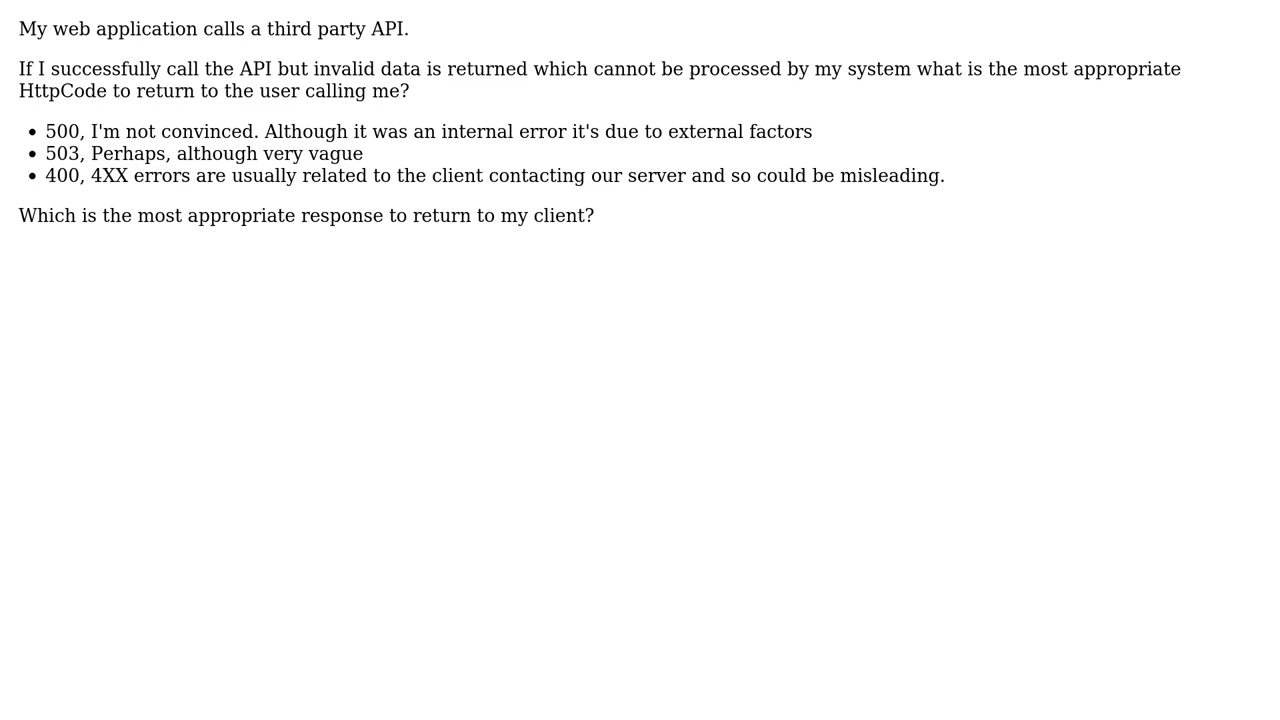 My web application calls a third party API.
If I successfully call the API but invalid data is returned which cannot be processed by my system what is the most appropriate
HttpCode to return to the user calling me?
• 500, I'm not convinced. Although it was an internal error it's due to external factors
• 503, Perhaps, although very vague
• 400, 4XX errors are usually related to the client contacting our server and so could be misleading.
Which is the most appropriate response to return to my client?